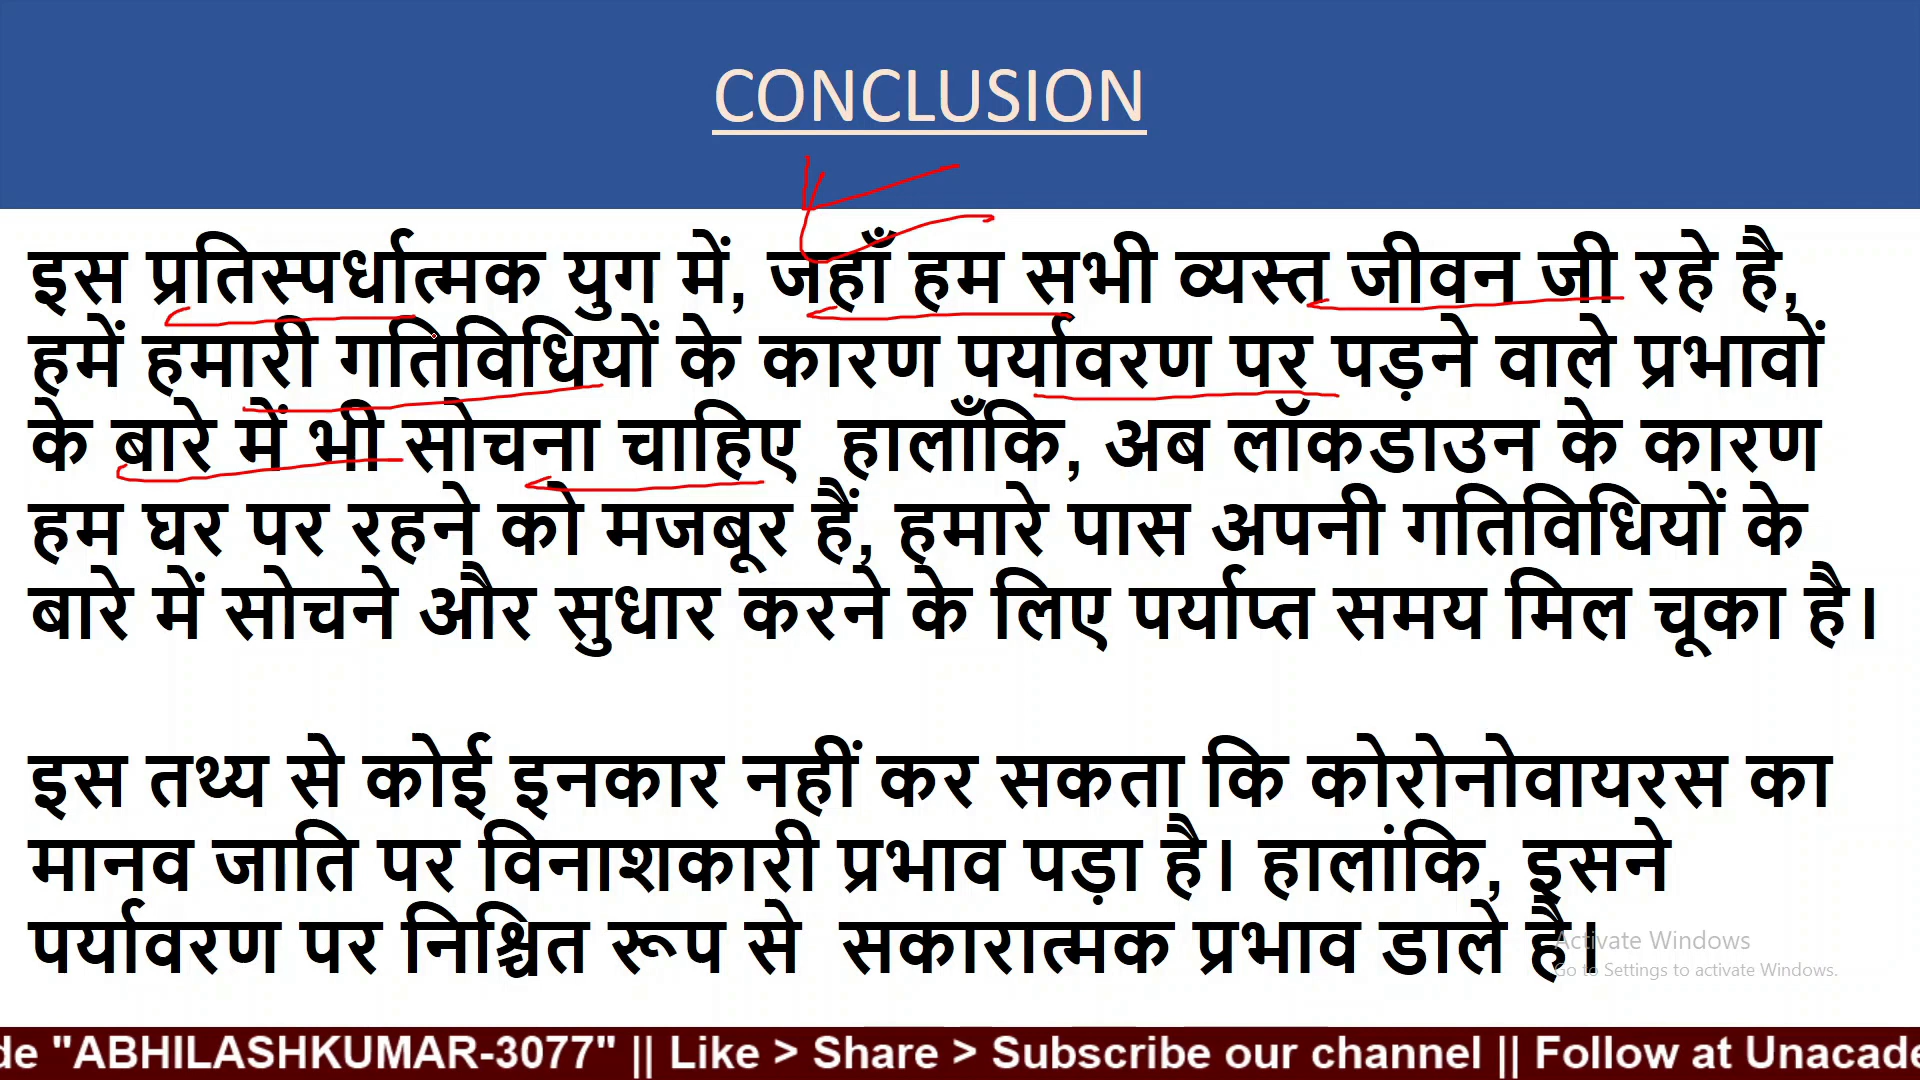 CONCLUSION
इस प्रतिस्पर्धात्मक युग में, जहाँ हम सभी व्यस्त जीवन जी रहे है,
हमें हमारी गतिविधियों के कारण पर्यावरण पर पड़ने वाले प्रभावों
के बारे में भी सोचना चाहिए हालाँकि, अब लॉकडाउन के कारण
हम घर पर रहने को मजबूर हैं, हमारे पास अपनी गतिविधियों के
बारे में सोचने और सुधार करने के लिए पर्याप्त समय मिल चूका है।
इस तथ्य से कोई इनकार नहीं कर सकता कि कोरोनोवायरस का
मानव जाति पर विनाशकारी प्रभाव पड़ा है। हालांकि, इसने
पर्यावरण पर निश्चित रूप से सकारात्मक प्रभाव डाले है।
Activate Windows
Go to Settings to activate Windows.
de "ABHILASHKUMAR-3077" || Like > Share > Subscribe our channel || Follow at Unacade